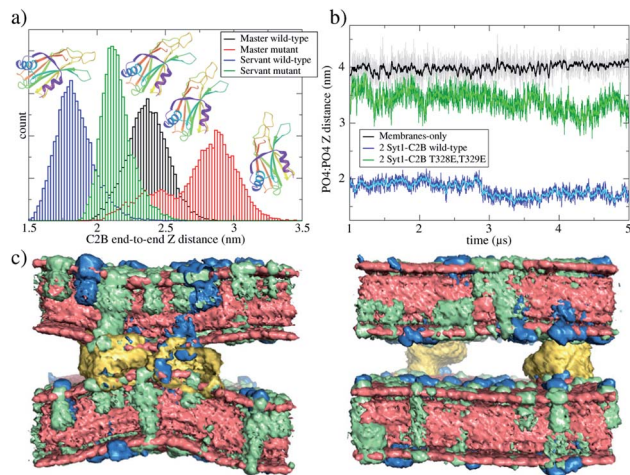 a)
Master wild-type
Master mutant
Servant wild-type
Servant mutant
count
1.5 2 2.5 3 3.5
C2B end-to-end Z distance (nm)
b)
PO4:PO4 Z distance (nm)
4
3
2
Membranes-only
2 Syt1-C2B wild-type
2 Syt1-C2B T328E,T329E
1 2 3 4 5
time (µs)
c)